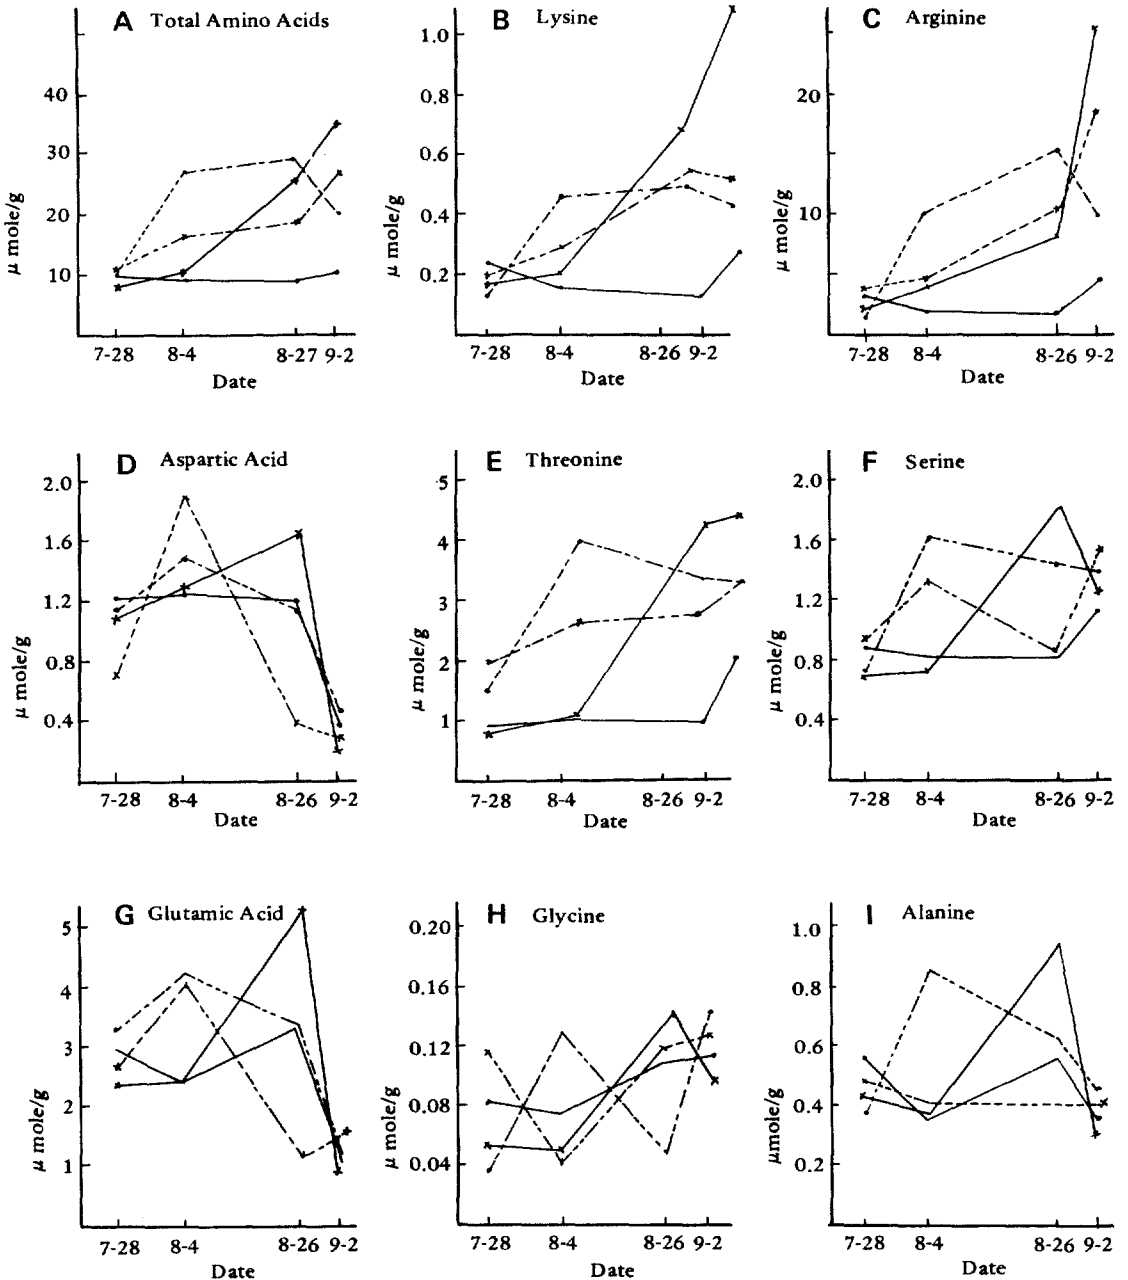 A Total Amino Acids
40
30
20
10
μ mole/g
7-28 8-4 8-27 9-2
Date
B Lysine
1.0
0.8
0.6
0.4
0.2
μ mole/g
7-28 8-4 8-26 9-2
Date
C Arginine
20
10
μ mole/g
7-28 8-4 8-26 9-2
Date
D Aspartic Acid
2.0
1.6
1.2
0.8
0.4
μ mole/g
7-28 8-4 8-26 9-2
Date
E Threonine
5
4
3
2
1
μ mole/g
7-28 8-4 8-26 9-2
Date
F Serine
2.0
1.6
1.2
0.8
0.4
μ mole/g
7-28 8-4 8-26 9-2
Date
G Glutamic Acid
5
4
3
2
1
μ mole/g
7-28 8-4 8-26 9-2
Date
H Glycine
0.20
0.16
0.12
0.08
0.04
μ mole/g
7-28 8-4 8-26 9-2
Date
I Alanine
1.0
0.8
0.6
0.4
0.2
μmole/g
7-28 8-4 8-26 9-2
Date